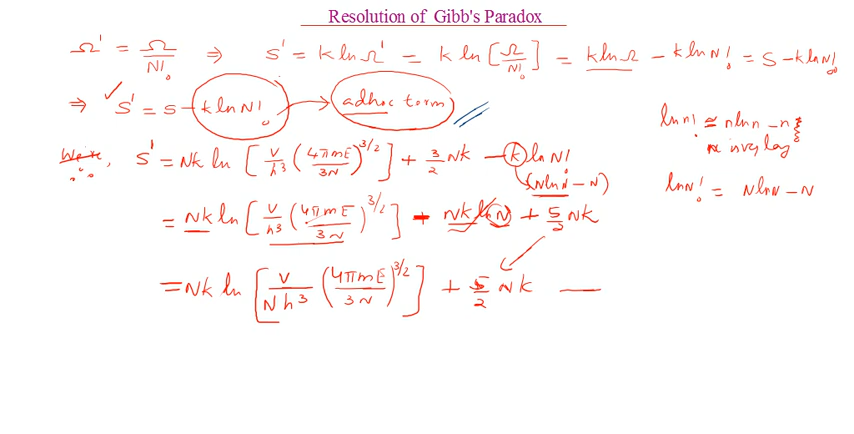 Resolution of Gibb's Paradox
Ω' = Ω/N! ⇒ S' = k ln Ω' = k ln [Ω/N!] = k ln Ω − k ln N! = S − k ln N!
⇒ S' = S − k ln N! → adhoc term
ln n! ≃ n ln n − n
n is very
S' = Nk ln [V/h³ (4πmE/3N)^3/2] + 3/2 Nk − k ln N!
(N ln N − N)
ln N! = N ln N − N
= Nk ln [V/h³ (4πmE/3N)^3/2] − Nk ln N + 5/2 Nk
= Nk ln [V/Nh³ (4πmE/3N)^3/2] + 5/2 Nk —